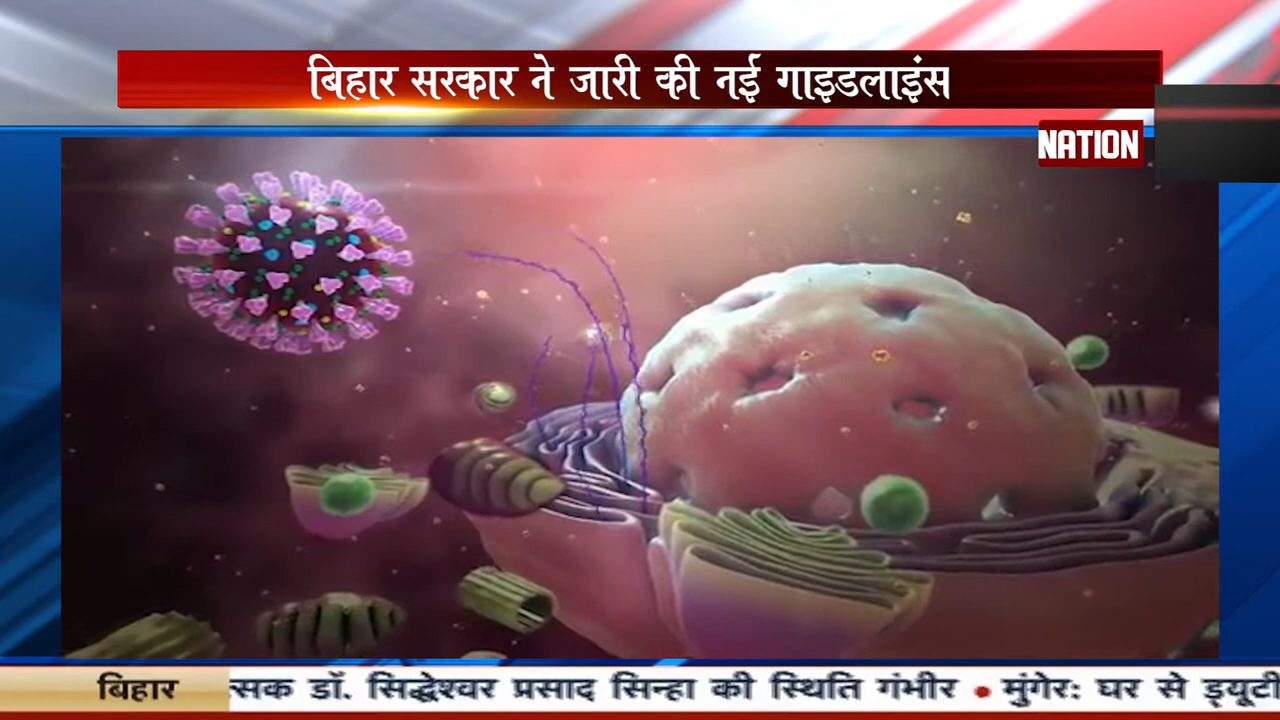 बिहार सरकार ने जारी की नई गाइडलाइंस
NATION
बिहार
त्सक डॉ. सिद्धेश्वर प्रसाद सिन्हा की स्थिति गंभीर • मुंगेर: घर से ड्यूटी